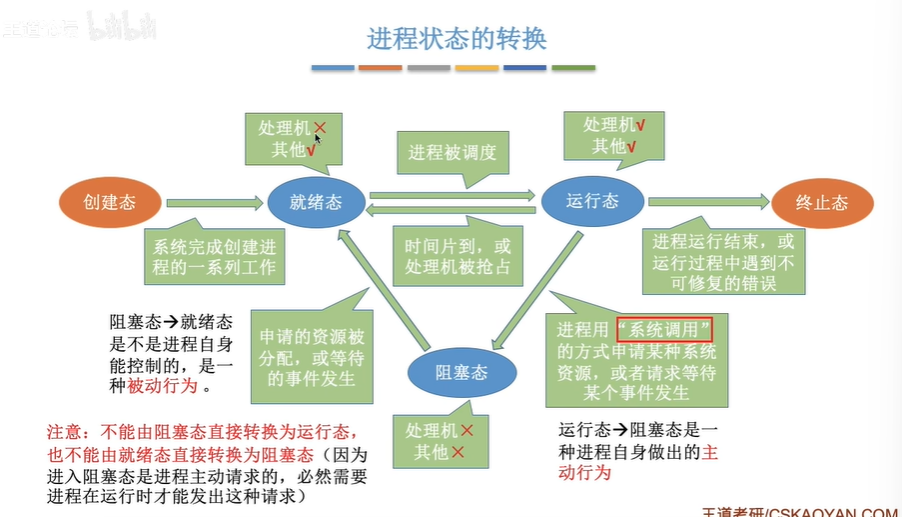 bilibili
进程状态的转换
处理机×
其他√
进程被调度
处理机√
其他√
创建态
就绪态
运行态
终止态
系统完成创建进
程的一系列工作
时间片到，或
处理机被抢占
进程运行结束，或
运行过程中遇到不
可修复的错误
阻塞态→就绪态
是不是进程自身
能控制的，是一
种被动行为 。
申请的资源被
分配，或等待
的事件发生
阻塞态
进程用“系统调用”
的方式申请某种系统
资源，或者请求等待
某个事件发生
处理机×
其他×
运行态→阻塞态是一
种进程自身做出的主
动行为
注意：不能由阻塞态直接转换为运行态，
也不能由就绪态直接转换为阻塞态（因为
进入阻塞态是进程主动请求的，必然需要
进程在运行时才能发出这种请求）
王道考研/CSKAOYAN.COM